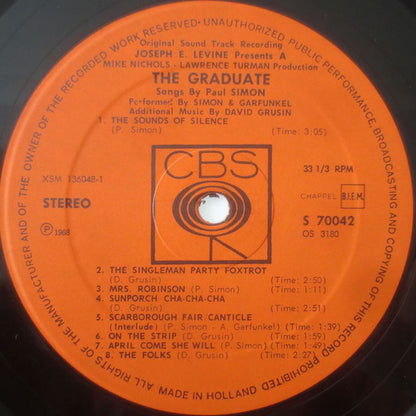 ALL RIGHTS OF THE MANUFACTURER AND OF THE OWNER OF THE RECORDED WORK RESERVED-UNAUTHORIZED PUBLIC PERFORMANCE, BROADCASTING AND COPYING OF THIS RECORD PROHIBITED
Original Sound Track Recording
JOSEPH E. LEVINE Presents A
MIKE NICHOLS - LAWRENCE TURMAN Production
THE GRADUATE
Songs By Paul SIMON
Performed By SIMON & GARFUNKEL
Additional Music By DAVID GRUSIN
1. THE SOUNDS OF SILENCE
(P. Simon) (Time: 3:05)
CBS
XSM 136048-1
33 1/3 RPM
CHAPPEL B.I.E.M.
STEREO
S 70042
OS 3180
℗ 1968
2. THE SINGLEMAN PARTY FOXTROT
(D. Grusin) (Time: 2:50)
3. MRS. ROBINSON (P. Simon) (Time: 1:11)
4. SUNPORCH CHA-CHA-CHA
(D. Grusin) (Time: 2:51)
5. SCARBOROUGH FAIR/CANTICLE
(Interlude) (P. Simon - A. Garfunkel) (Time: 1:39)
6. ON THE STRIP (D. Grusin) (Time: 1:59)
7. APRIL COME SHE WILL (P. Simon) (Time: 1:49)
8. THE FOLKS (D. Grusin) (Time: 2:27)
MADE IN HOLLAND